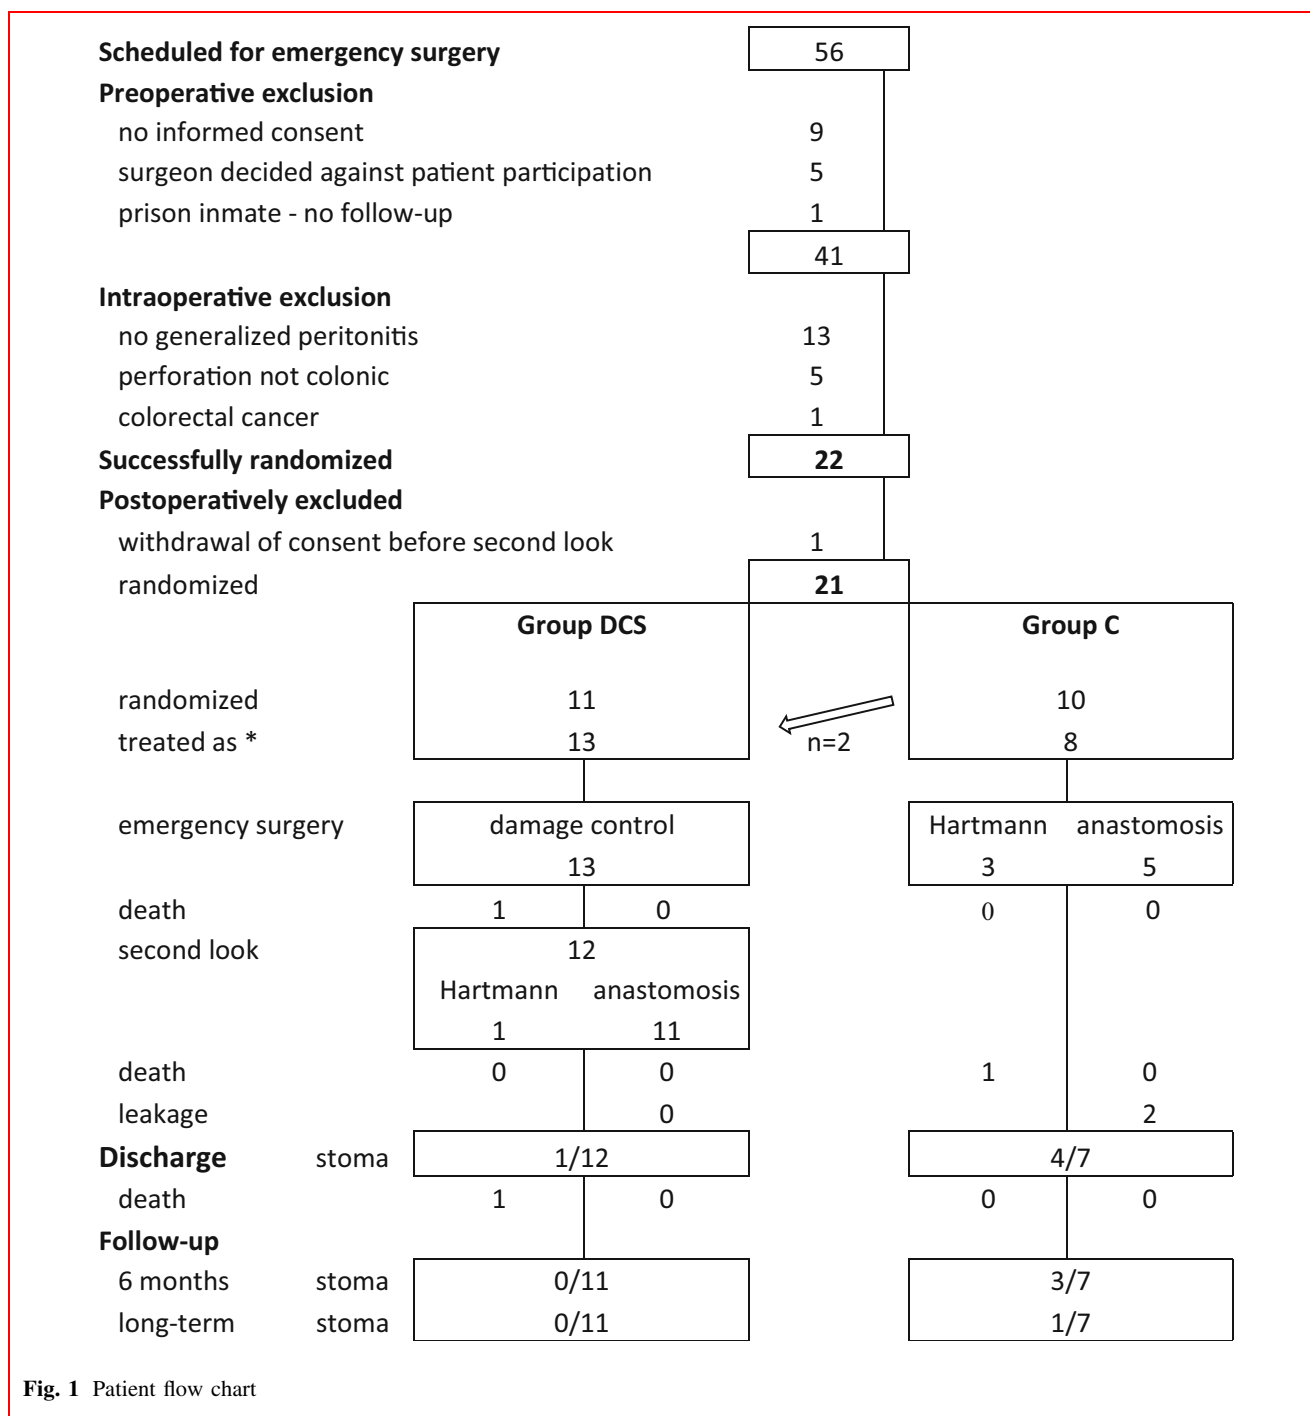 Scheduled for emergency surgery 56
Preoperative exclusion
no informed consent 9
surgeon decided against patient participation 5
prison inmate - no follow-up 1
41
Intraoperative exclusion
no generalized peritonitis 13
perforation not colonic 5
colorectal cancer 1
Successfully randomized 22
Postoperatively excluded
withdrawal of consent before second look 1
randomized 21
Group DCS Group C
randomized 11 10
treated as * 13 n=2 8
emergency surgery damage control Hartmann anastomosis
13 3 5
death 1 0 0 0
second look 12
Hartmann anastomosis
1 11
death 0 0 1 0
leakage 0 2
Discharge stoma 1/12 4/7
death 1 0 0 0
Follow-up
6 months stoma 0/11 3/7
long-term stoma 0/11 1/7
Fig. 1 Patient flow chart